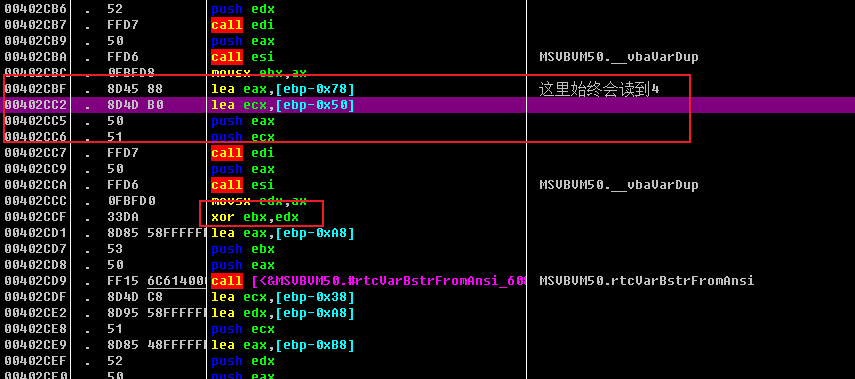 00402CB6 . 52 push edx
00402CB7 . FFD7 call edi
00402CB9 . 50 push eax
00402CBA . FFD6 call esi MSVBVM50.__vbaVarDup
00402CBC . 0FBFD8 movsx ebx,ax
00402CBF . 8D45 88 lea eax,[ebp-0x78] 这里始终会读到4
00402CC2 . 8D4D B0 lea ecx,[ebp-0x50]
00402CC5 . 50 push eax
00402CC6 . 51 push ecx
00402CC7 . FFD7 call edi
00402CC9 . 50 push eax
00402CCA . FFD6 call esi MSVBVM50.__vbaVarDup
00402CCC . 0FBFD0 movsx edx,ax
00402CCF . 33DA xor ebx,edx
00402CD1 . 8D85 58FFFFFF lea eax,[ebp-0xA8]
00402CD7 . 53 push ebx
00402CD8 . 50 push eax
00402CD9 . FF15 6C614000 call [<&MSVBVM50.#rtcVarBstrFromAnsi_608 MSVBVM50.rtcVarBstrFromAnsi
00402CDF . 8D4D C8 lea ecx,[ebp-0x38]
00402CE2 . 8D95 58FFFFFF lea edx,[ebp-0xA8]
00402CE8 . 51 push ecx
00402CE9 . 8D85 48FFFFFF lea eax,[ebp-0xB8]
00402CEF . 52 push edx
00402CF0 . 50 push eax